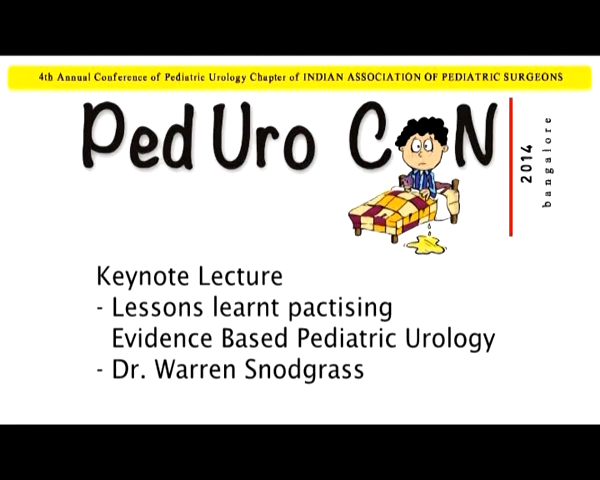 4th Annual Conference of Pediatric Urology Chapter of INDIAN ASSOCIATION OF PEDIATRIC SURGEONS
Ped Uro CoN
2014
bangalore
Keynote Lecture
- Lessons learnt pactising
Evidence Based Pediatric Urology
- Dr. Warren Snodgrass